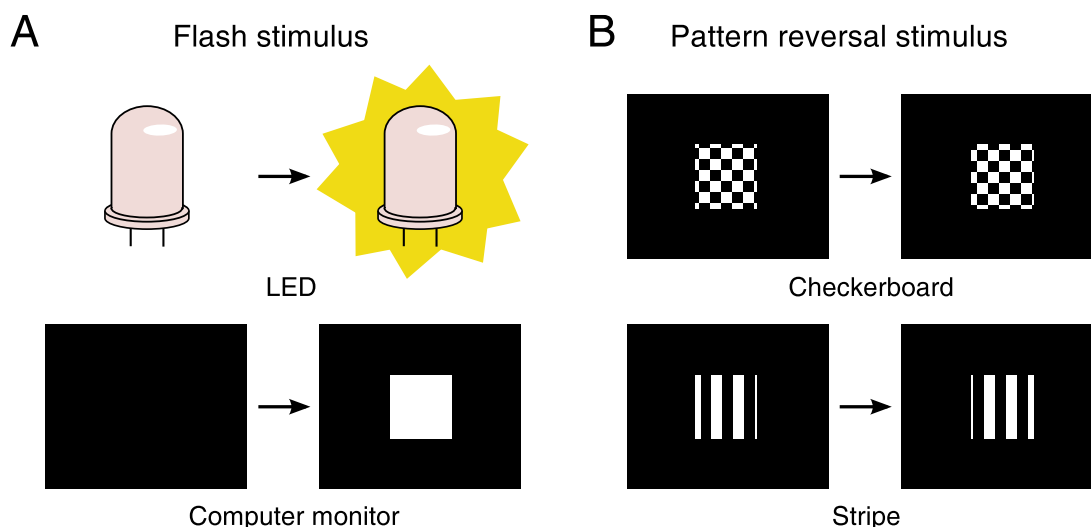 A
Flash stimulus
LED
Computer monitor
B
Pattern reversal stimulus
Checkerboard
Stripe